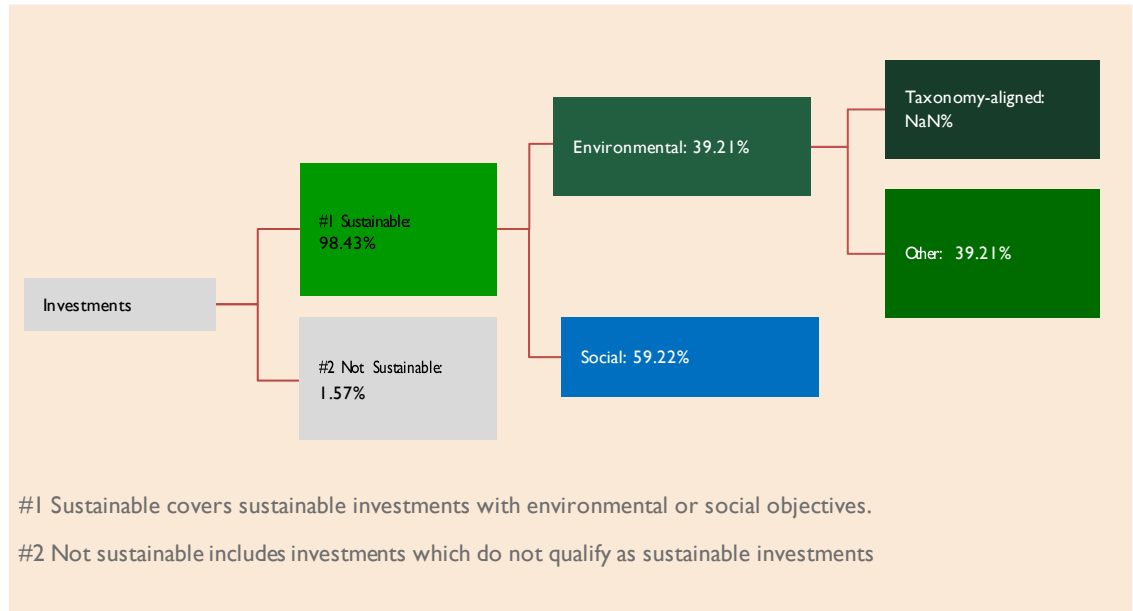 Investments
#1 Sustainable:
98.43%
#2 Not Sustainable:
1.57%
Environmental: 39.21%
Social: 59.22%
Taxonomy-aligned:
NaN%
Other: 39.21%
#1 Sustainable covers sustainable investments with environmental or social objectives.
#2 Not sustainable includes investments which do not qualify as sustainable investments